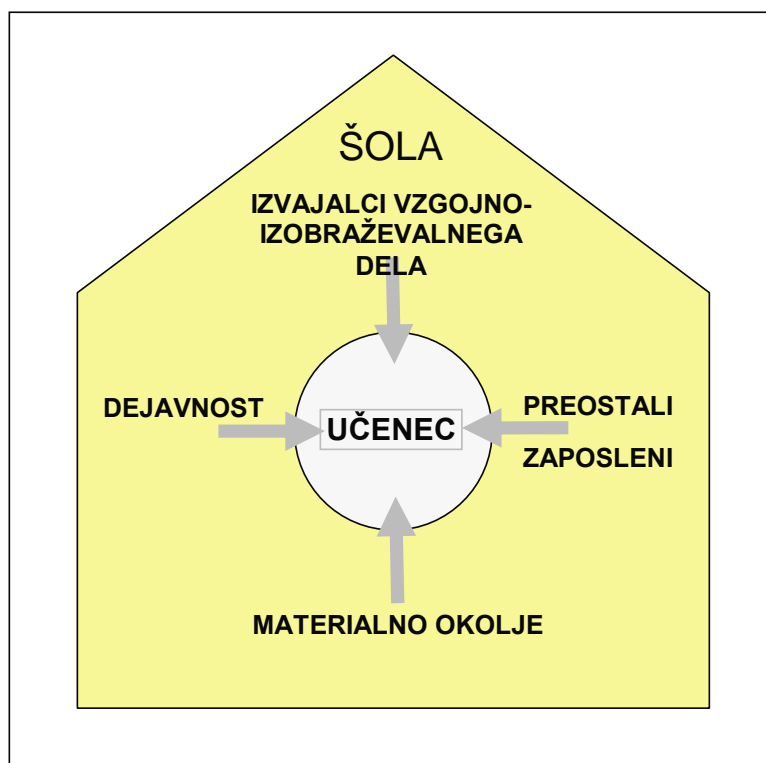 ŠOLA
IZVAJALCI VZGOJNO-
IZOBRAŽEVALNEGA
DELA
DEJAVNOST
UČENEC
PREOSTALI
ZAPOSLENI
MATERIALNO OKOLJE